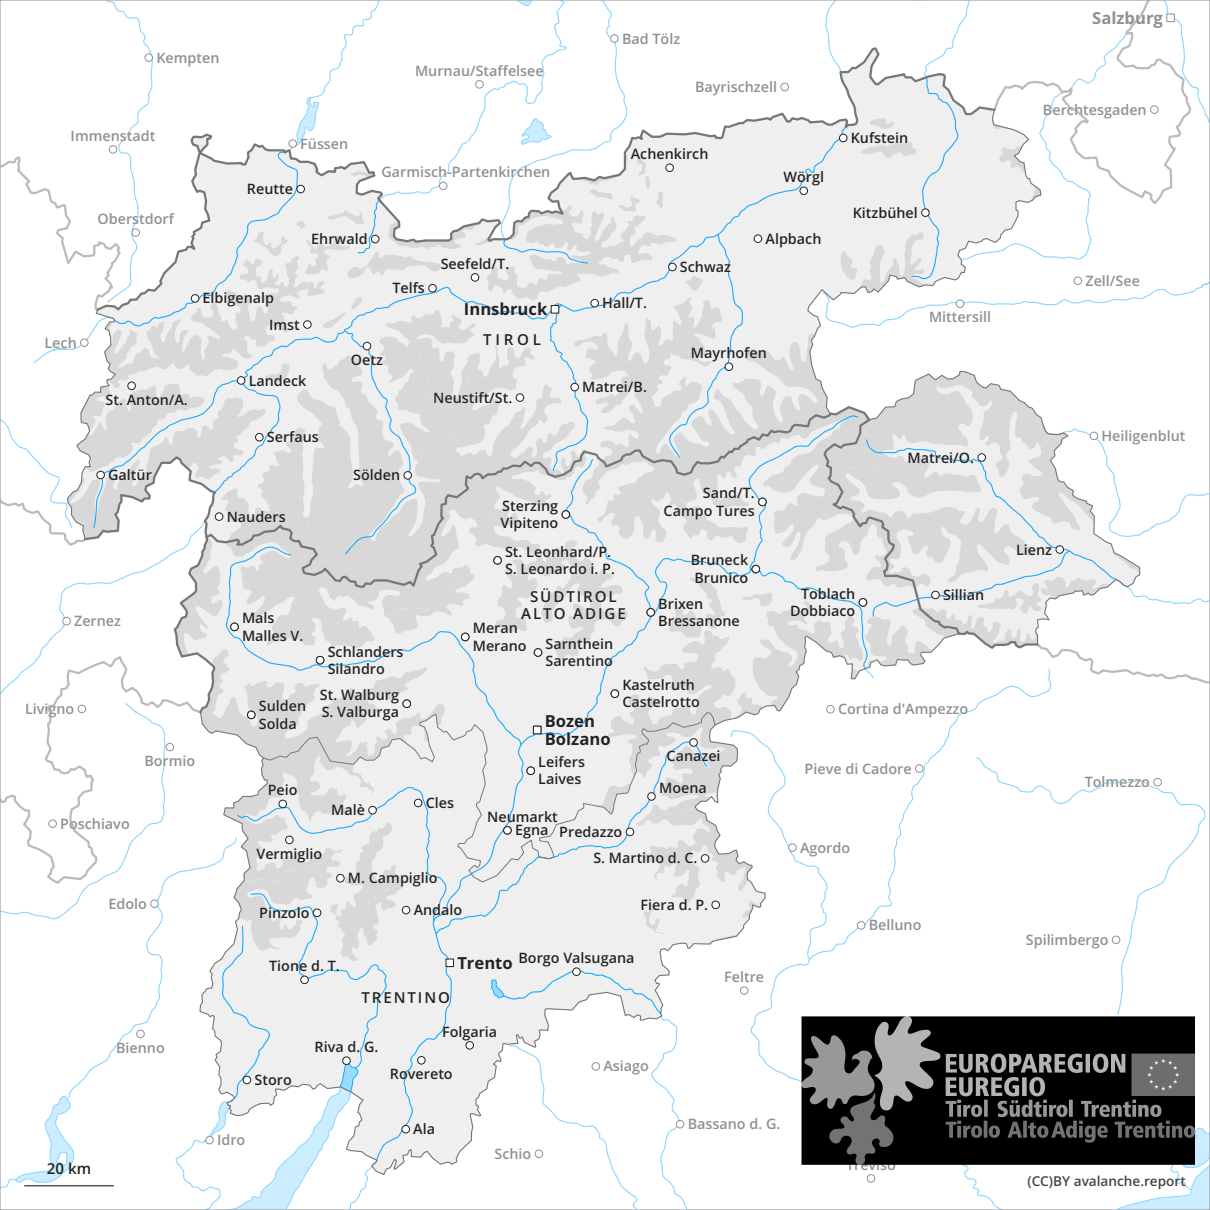 Salzburg
Bad Tölz
Kempten
Murnau/Staffelsee
Bayrischzell
Berchtesgaden
Immenstadt
Füssen
Kufstein
Achenkirch
Garmisch-Partenkirchen
Wörgl
Reutte
Oberstdorf
Kitzbühel
Ehrwald
Alpbach
Seefeld/T.
Schwaz
Zell/See
Telfs
Elbigenalp
Hall/T.
Innsbruck
Mittersill
Imst
TIROL
Lech
Oetz
Mayrhofen
Landeck
Matrei/B.
St. Anton/A.
Neustift/St.
Serfaus
Heiligenblut
Matrei/O.
Galtür
Sölden
Sand/T.
Campo Tures
Sterzing
Vipiteno
Nauders
St. Leonhard/P.
S. Leonardo i. P.
Lienz
Bruneck
Brunico
SÜDTIROL
ALTO ADIGE
Toblach
Dobbiaco
Sillian
Brixen
Bressanone
Zernez
Mals
Malles V.
Meran
Merano
Sarnthein
Sarentino
Schlanders
Silandro
Kastelruth
Castelrotto
St. Walburg
S. Valburga
Livigno
Sulden
Solda
Cortina d'Ampezzo
Bozen
Bolzano
Bormio
Canazei
Leifers
Laives
Pieve di Cadore
Tolmezzo
Peio
Moena
Malè
Cles
Neumarkt
Egna
Predazzo
Poschiavo
Vermiglio
Agordo
S. Martino d. C.
M. Campiglio
Edolo
Pinzolo
Andalo
Fiera d. P.
Belluno
Spilimbergo
Tione d. T.
Trento
Borgo Valsugana
Feltre
TRENTINO
Folgaria
Bienno
Riva d. G.
Rovereto
Asiago
Storo
EUROPAREGION
EUREGIO
Tirol Südtirol Trentino
Tirolo Alto Adige Trentino
Bassano d. G.
Ala
Idro
Schio
Treviso
20 km
(CC)BY avalanche.report